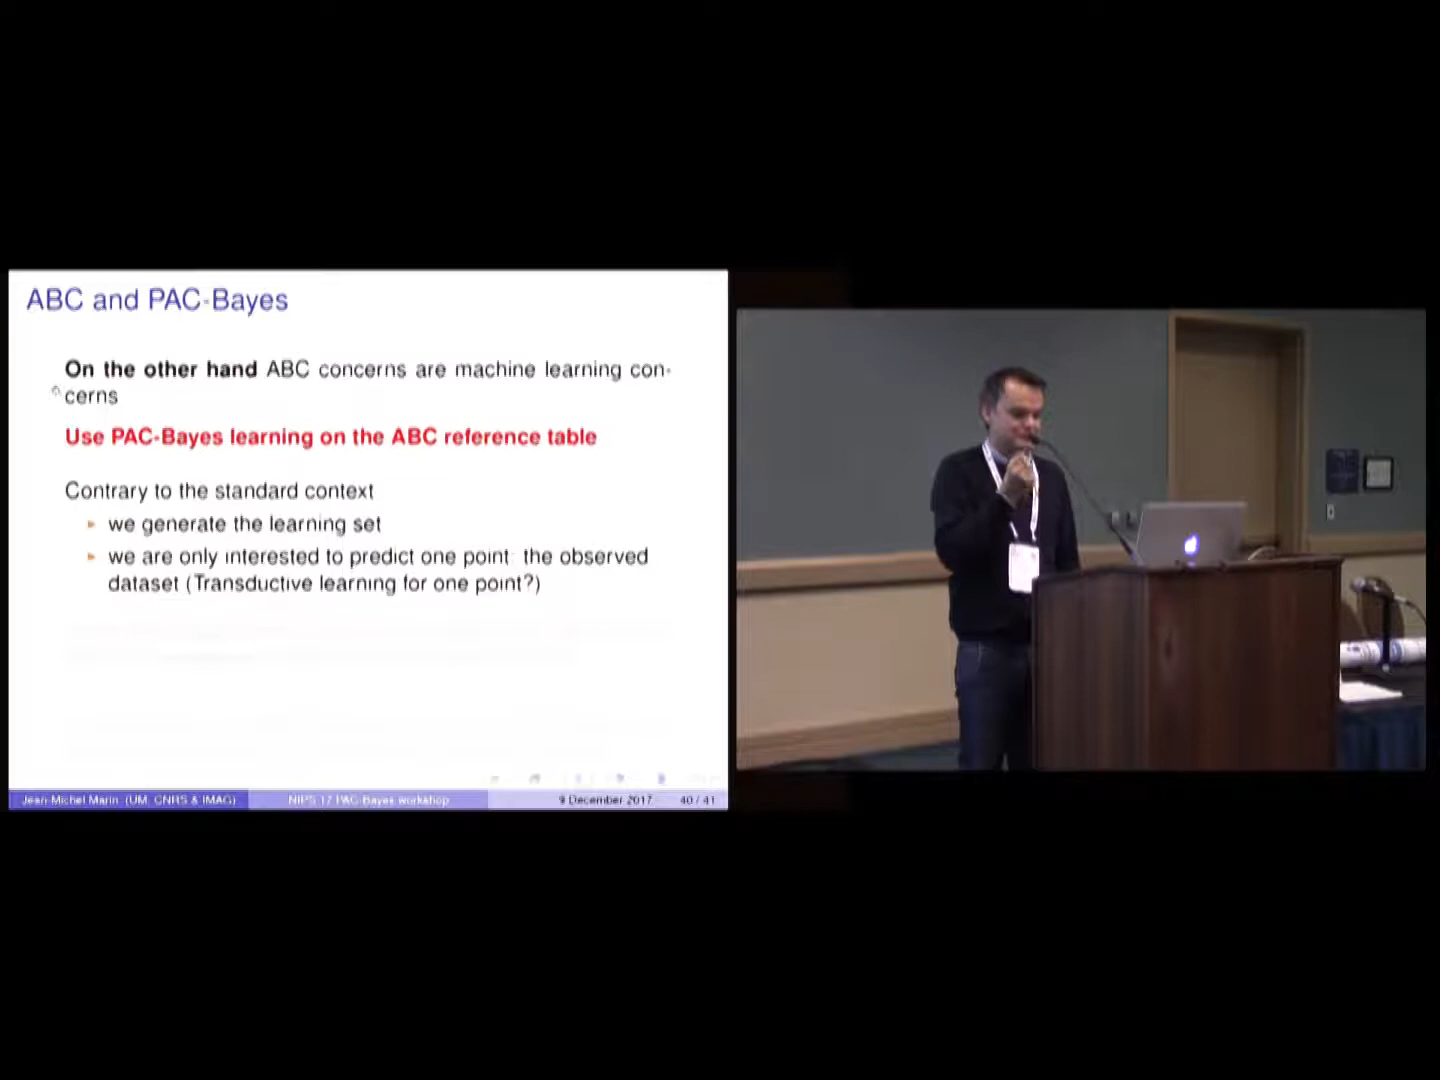 ABC and PAC-Bayes
On the other hand ABC concerns are machine learning con-
cerns
Use PAC-Bayes learning on the ABC reference table
Contrary to the standard context
we generate the learning set
we are only interested to predict one point: the observed
dataset (Transductive learning for one point?)
Jean-Michel Marin (UM, CNRS & IMAG) NIPS 17 PAC-Bayes workshop 9 December 2017 40 / 41